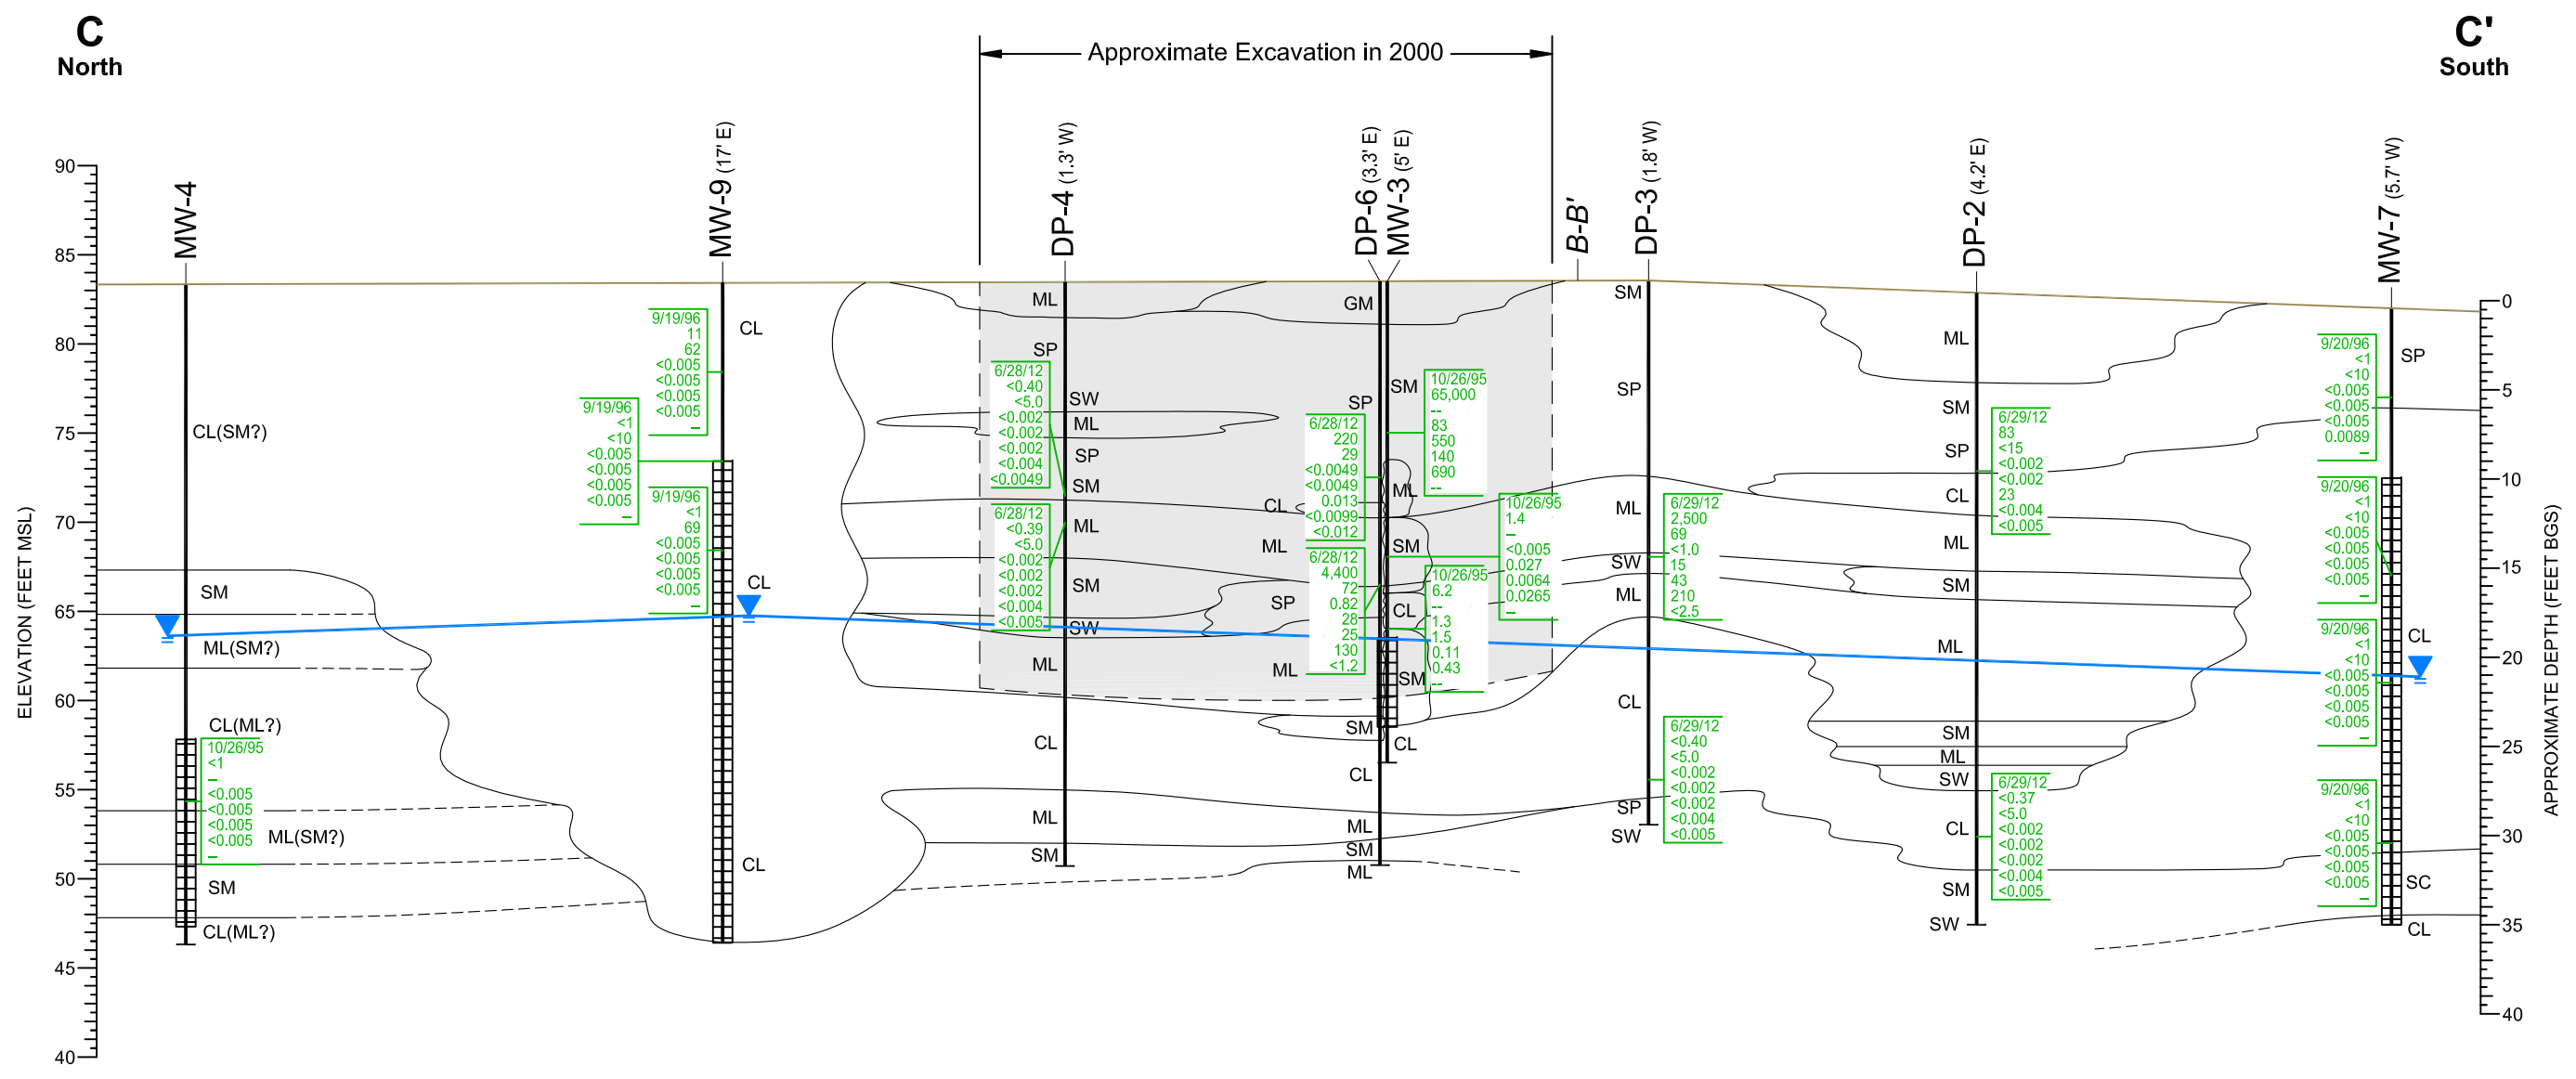 C
North
C'
South
Approximate Excavation in 2000
MW-4
MW-9 (17' E)
DP-4 (1.3' W)
DP-6 (3.3' E)
MW-3 (5' E)
B-B'
DP-3 (1.8' W)
DP-2 (4.2' E)
MW-7 (5.7' W)
ELEVATION (FEET MSL)
90
85
80
75
70
65
60
55
50
45
40
CL(SM?)
SM
ML(SM?)
CL(ML?)
10/26/95
<1
–
<0.005
<0.005
<0.005
<0.005
–
ML(SM?)
SM
CL(ML?)
9/19/96
11
62
<0.005
<0.005
<0.005
<0.005
–
CL
9/19/96
<1
<10
<0.005
<0.005
<0.005
<0.005
–
9/19/96
<1
69
<0.005
<0.005
<0.005
<0.005
–
CL
CL
ML
SP
6/28/12
<0.40
<5.0
<0.002
<0.002
<0.002
<0.004
<0.0049
SW
ML
SP
SM
6/28/12
<0.39
<5.0
<0.002
<0.002
<0.002
<0.004
<0.005
ML
SM
SW
ML
CL
ML
SM
GM
SP
6/28/12
220
29
<0.0049
<0.0049
0.013
<0.0099
<0.012
CL
ML
6/28/12
4,400
72
0.82
28
25
130
<1.2
SP
ML
SM
CL
ML
SM
ML
SM
10/26/95
65,000
--
83
550
140
690
--
ML
10/26/95
1.4
–
<0.005
0.027
0.0064
0.0265
–
SM
10/26/95
6.2
--
1.3
1.5
0.11
0.43
--
CL
SM
CL
SM
SP
ML
6/29/12
2,500
69
<1.0
15
43
210
<2.5
SW
ML
CL
6/29/12
<0.40
<5.0
<0.002
<0.002
<0.002
<0.004
<0.005
SP
SW
ML
SM
6/29/12
83
<15
<0.002
<0.002
23
<0.004
<0.005
SP
CL
ML
SM
ML
SM
ML
SW
6/29/12
<0.37
<5.0
<0.002
<0.002
<0.002
<0.004
<0.005
CL
SM
SW
9/20/96
<1
<10
<0.005
<0.005
<0.005
0.0089
–
SP
9/20/96
<1
<10
<0.005
<0.005
<0.005
<0.005
–
9/20/96
<1
<10
<0.005
<0.005
<0.005
<0.005
–
CL
9/20/96
<1
<10
<0.005
<0.005
<0.005
<0.005
–
SC
CL
0
5
10
15
20
25
30
35
40
APPROXIMATE DEPTH (FEET BGS)